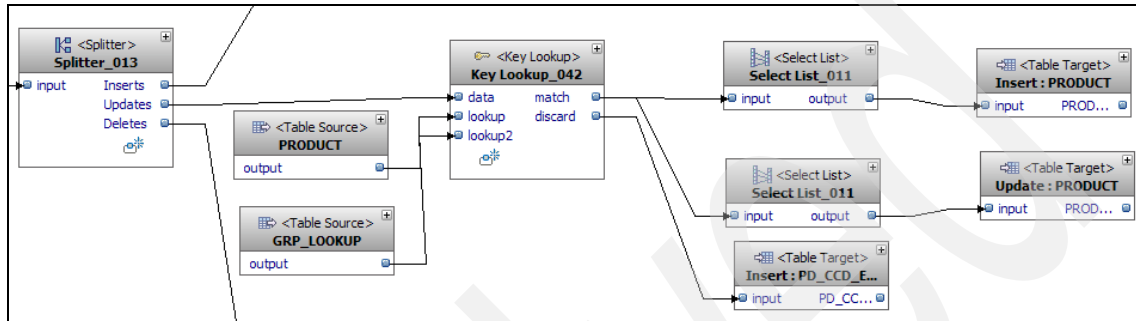 <Splitter>
Splitter_013
input Inserts
Updates
Deletes
<Table Source>
PRODUCT
output
<Table Source>
GRP_LOOKUP
output
<Key Lookup>
Key Lookup_042
data match
lookup discard
lookup2
<Select List>
Select List_011
input output
<Table Target>
Insert : PRODUCT
input PROD...
<Select List>
Select List_011
input output
<Table Target>
Update : PRODUCT
input PROD...
<Table Target>
Insert : PD_CCD_E...
input PD_CC...